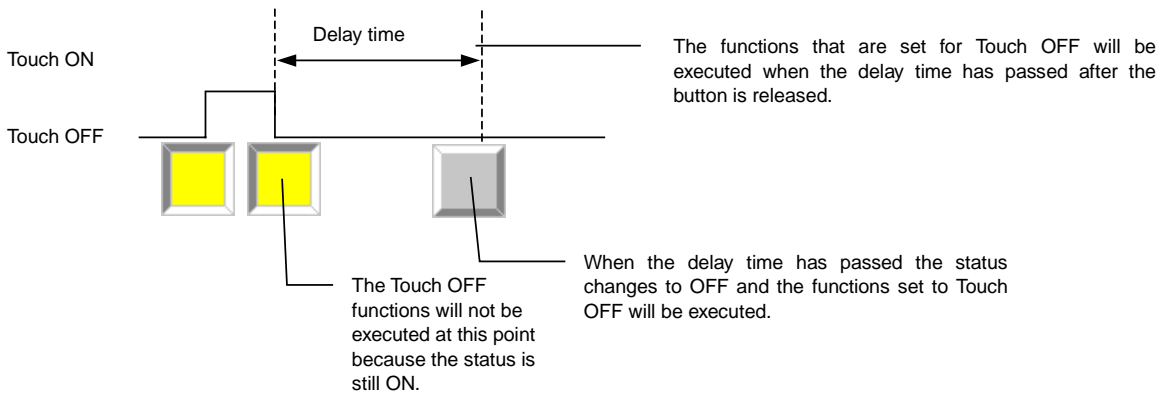 Delay time
Touch ON
The functions that are set for Touch OFF will be
executed when the delay time has passed after the
button is released.
Touch OFF
The Touch OFF
functions will not be
executed at this point
because the status is
still ON.
When the delay time has passed the status
changes to OFF and the functions set to Touch
OFF will be executed.